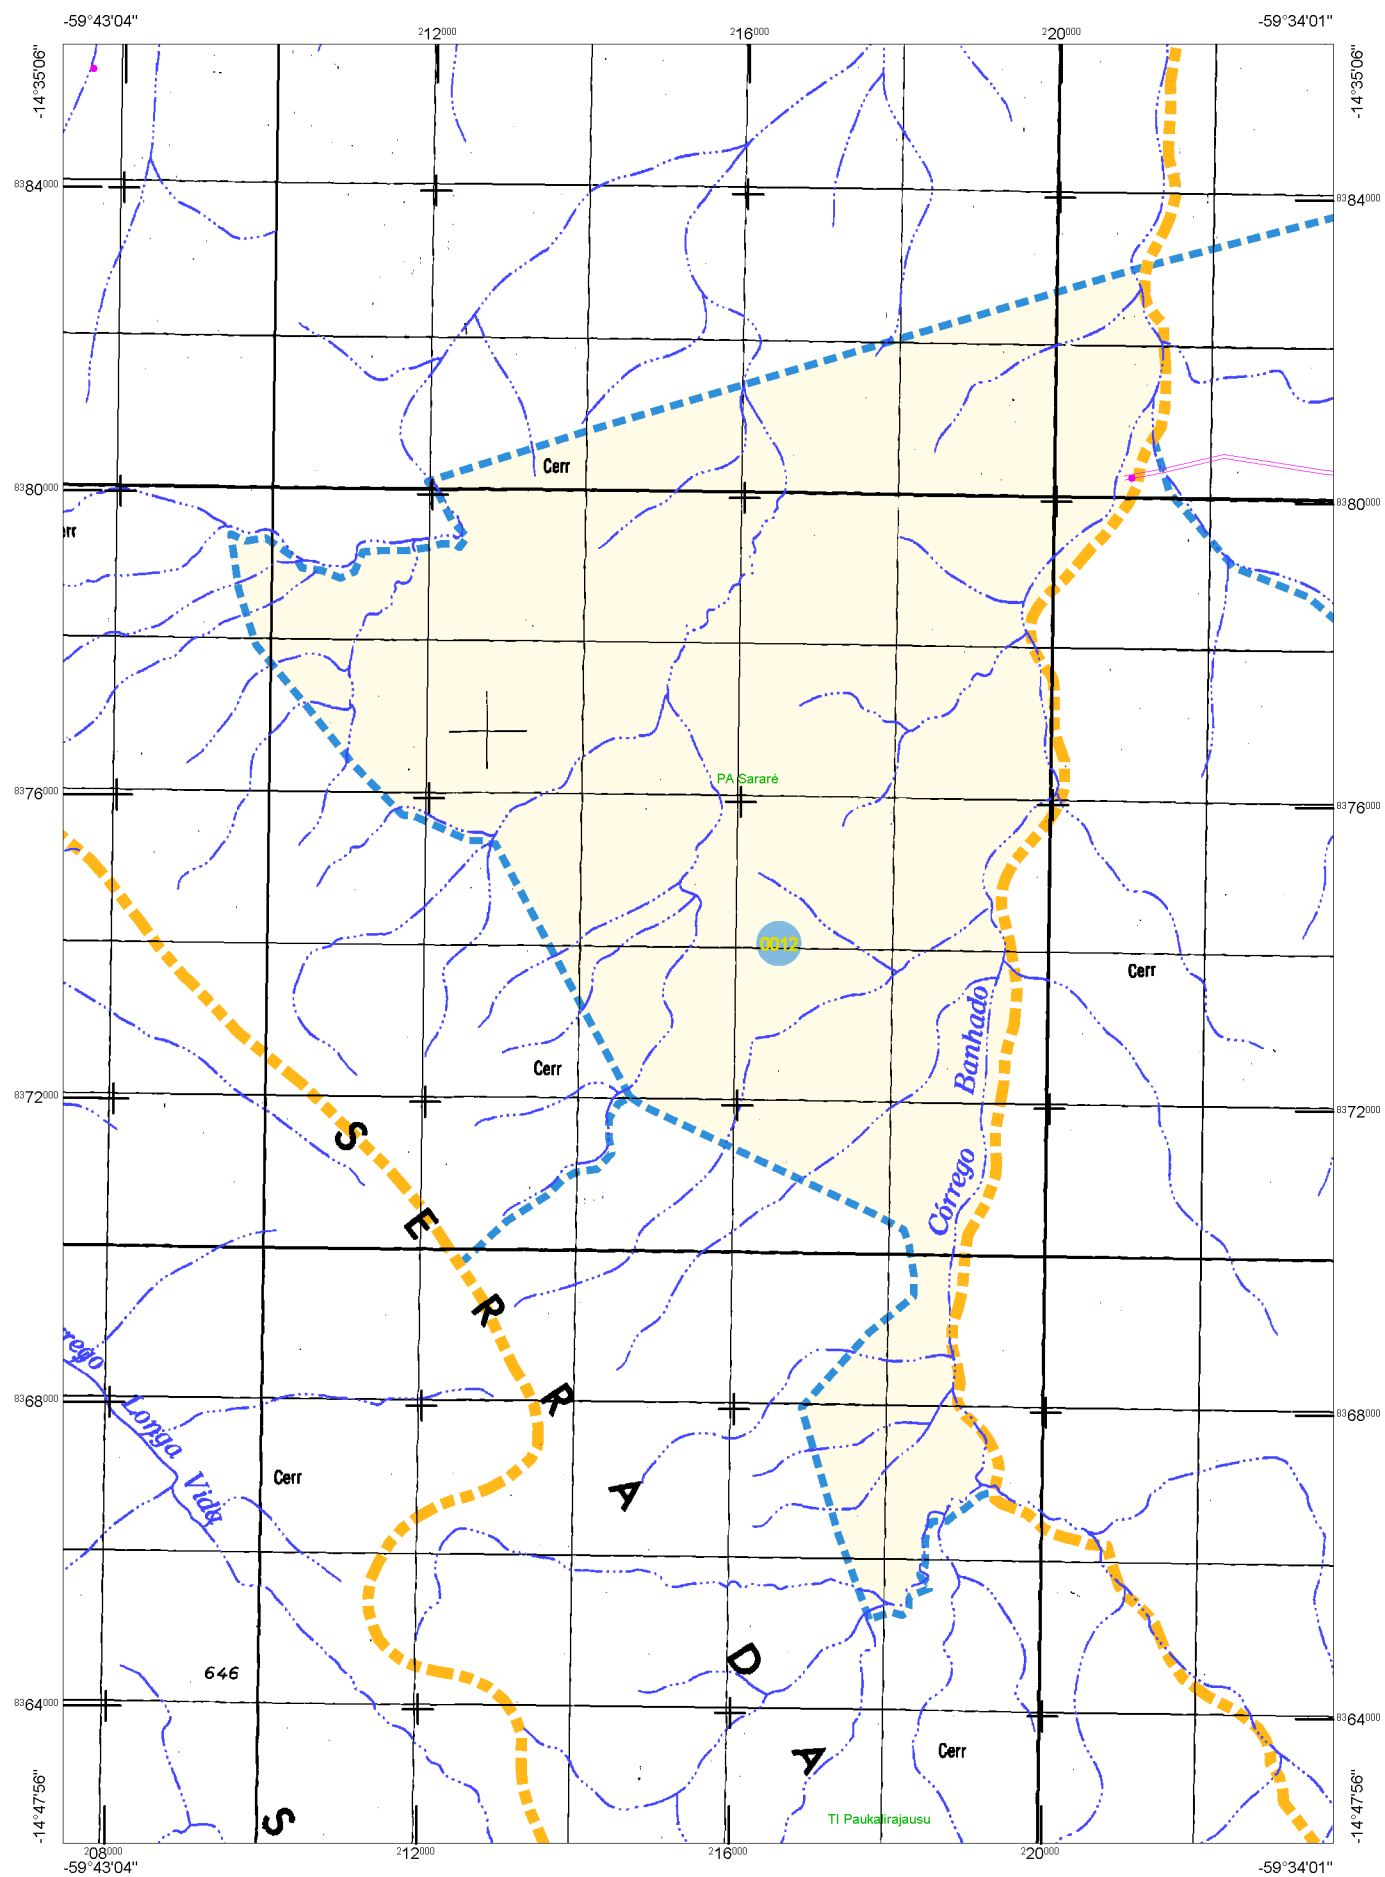 -59°43'04"
-59°34'01"
212000
216000
220000
-14°35'06"
-14°35'06"
8384000
8384000
Cerr
8380000
8380000
err
PA Sararé
8376000
8376000
0012
Cerr
Banhado
Cerr
8372000
8372000
S
Córrego
E
R
rego
R
8368000
8368000
Longa
Cerr
Vida
A
D
646
8364000
8364000
Cerr
A
-14°47'56"
-14°47'56"
S
TI Paukalirajausu
208000
212000
216000
220000
-59°43'04"
-59°34'01"